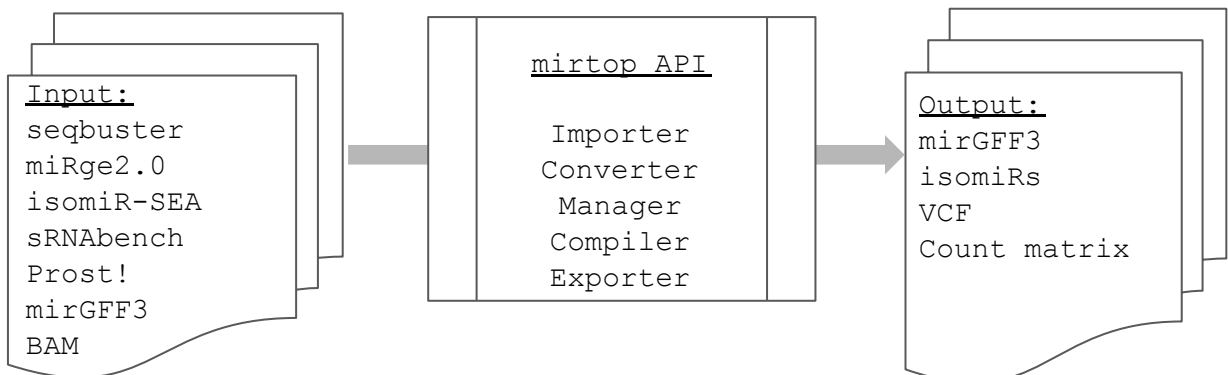 Input:
seqbuster
miRge2.0
isomiR-SEA
sRNAbench
Prost!
mirGFF3
BAM
mirtop API
Importer
Converter
Manager
Compiler
Exporter
Output:
mirGFF3
isomiRs
VCF
Count matrix